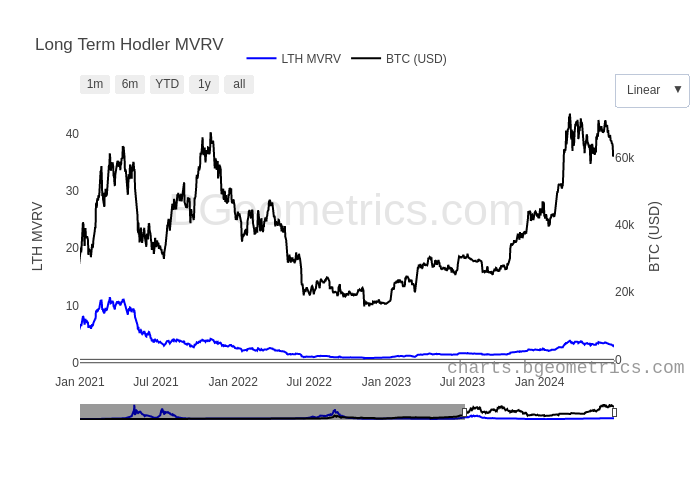 Long Term Hodler MVRV
LTH MVRV BTC (USD)
1m 6m YTD 1y all
Linear ▼
40
30
20
10
0
LTH MVRV
BGeometrics.com
60k
40k
20k
0
BTC (USD)
charts.bgeometrics.com
Jan 2021 Jul 2021 Jan 2022 Jul 2022 Jan 2023 Jul 2023 Jan 2024